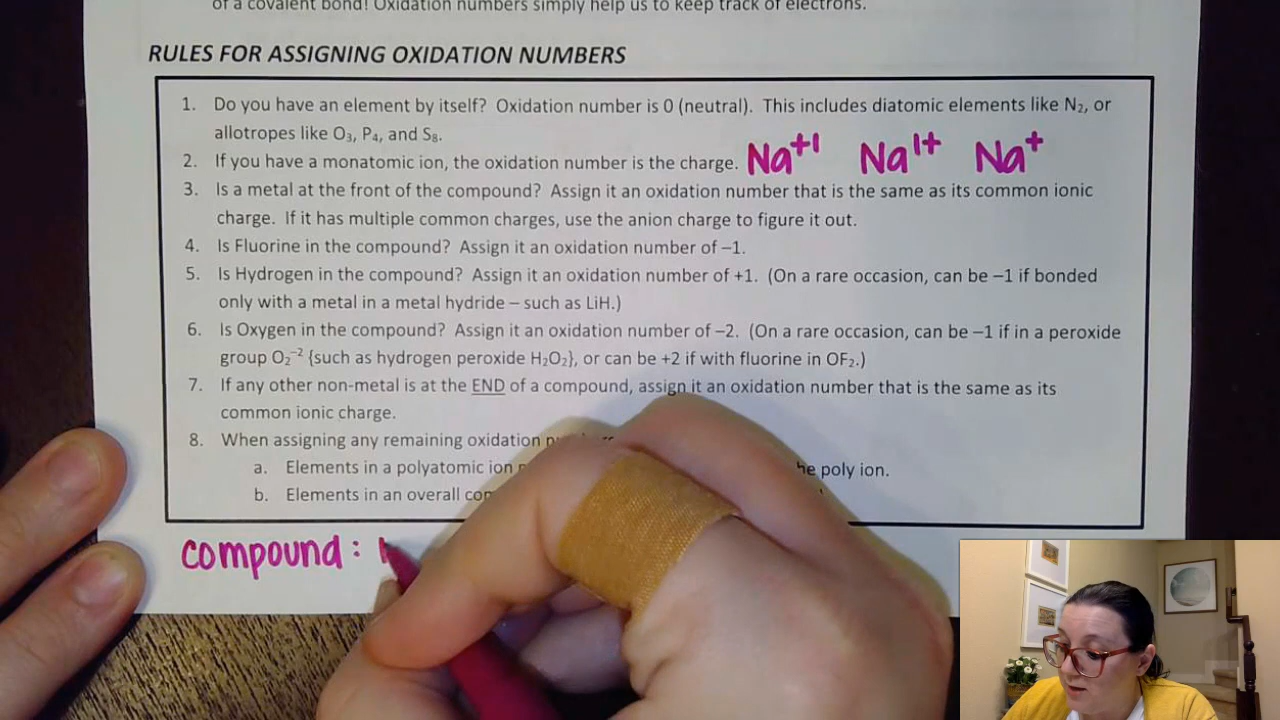 of a covalent bond! Oxidation numbers simply help us to keep track of electrons.
RULES FOR ASSIGNING OXIDATION NUMBERS
1. Do you have an element by itself? Oxidation number is 0 (neutral). This includes diatomic elements like N₂, or
allotropes like O₃, P₄, and S₈.
2. If you have a monatomic ion, the oxidation number is the charge. Na⁺¹ Na¹⁺ Na⁺
3. Is a metal at the front of the compound? Assign it an oxidation number that is the same as its common ionic
charge. If it has multiple common charges, use the anion charge to figure it out.
4. Is Fluorine in the compound? Assign it an oxidation number of –1.
5. Is Hydrogen in the compound? Assign it an oxidation number of +1. (On a rare occasion, can be –1 if bonded
only with a metal in a metal hydride – such as LiH.)
6. Is Oxygen in the compound? Assign it an oxidation number of –2. (On a rare occasion, can be –1 if in a peroxide
group O₂⁻² {such as hydrogen peroxide H₂O₂}, or can be +2 if with fluorine in OF₂.)
7. If any other non-metal is at the END of a compound, assign it an oxidation number that is the same as its
common ionic charge.
8. When assigning any remaining oxidation
a. Elements in a polyatomic ion poly ion.
b. Elements in an overall
compound: